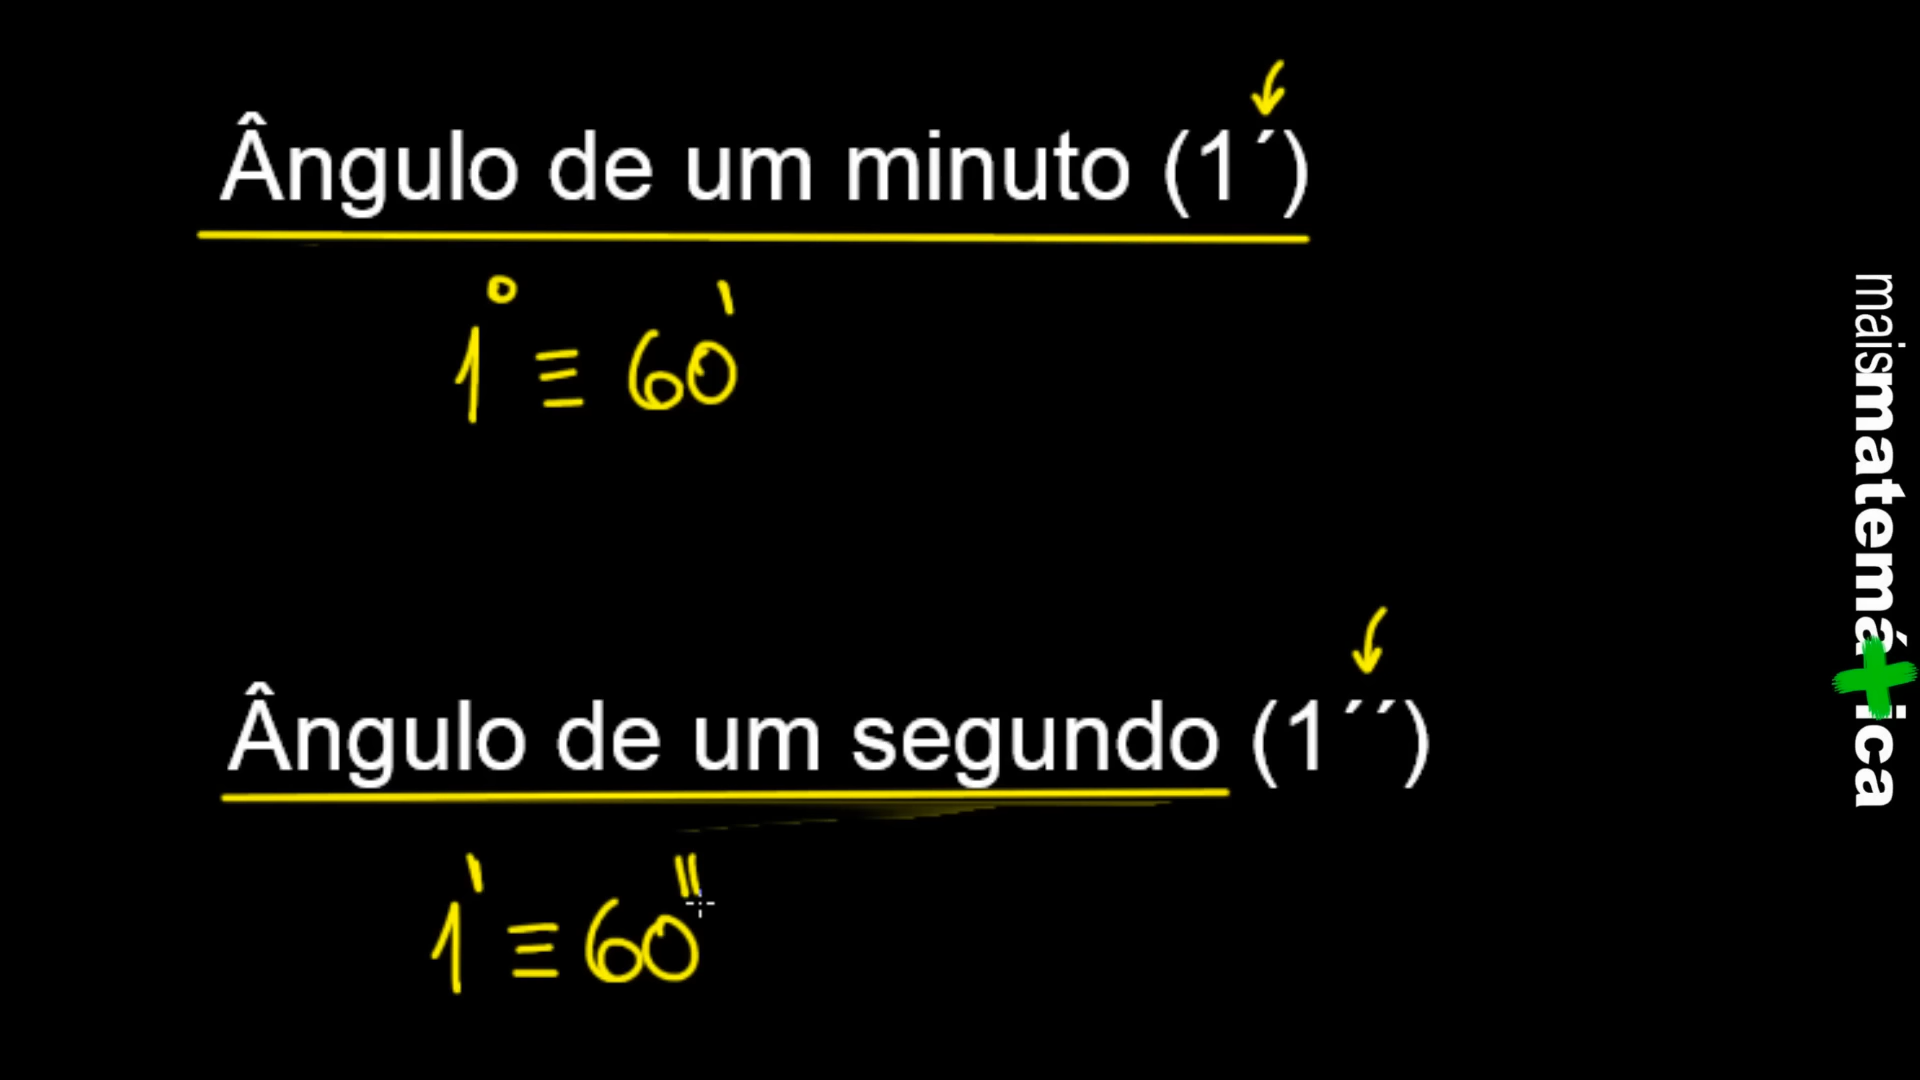 Ângulo de um minuto (1´)
1° ≡ 60'
Ângulo de um segundo (1´´)
1' ≡ 60"
maismatemática